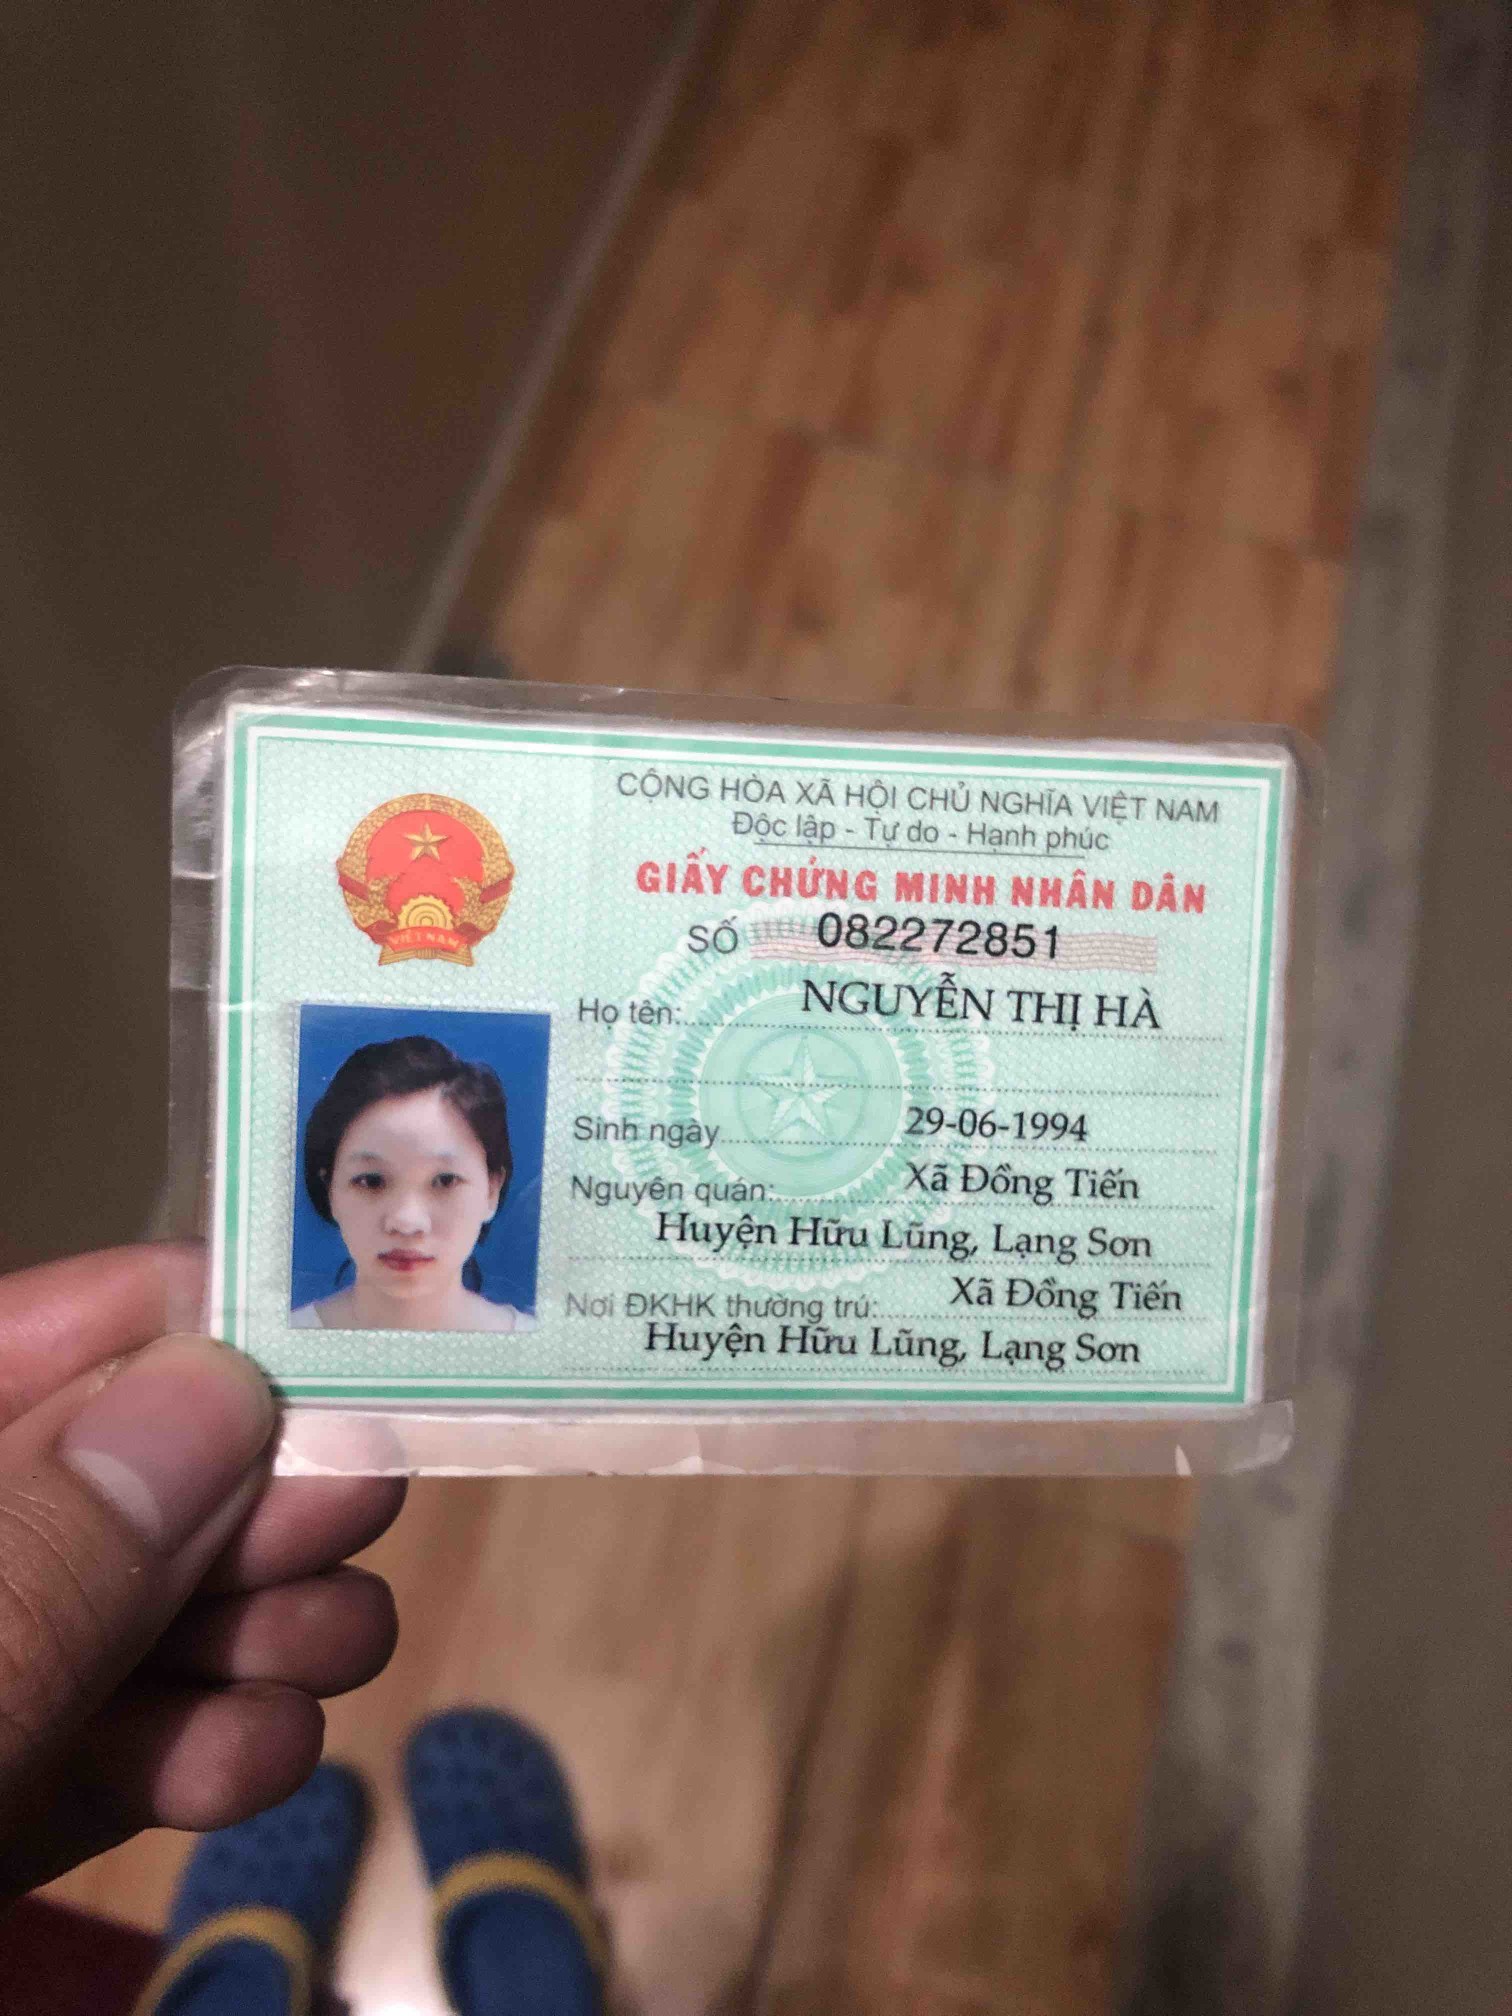 CỘNG HÒA XÃ HỘI CHỦ NGHĨA VIỆT NAM
Độc lập - Tự do - Hạnh phúc
GIẤY CHỨNG MINH NHÂN DÂN
SỐ 082272851
VIỆT NAM
Họ tên: NGUYỄN THỊ HÀ
Sinh ngày 29-06-1994
Nguyên quán: Xã Đồng Tiến
Huyện Hữu Lũng, Lạng Sơn
Nơi ĐKHK thường trú: Xã Đồng Tiến
Huyện Hữu Lũng, Lạng Sơn